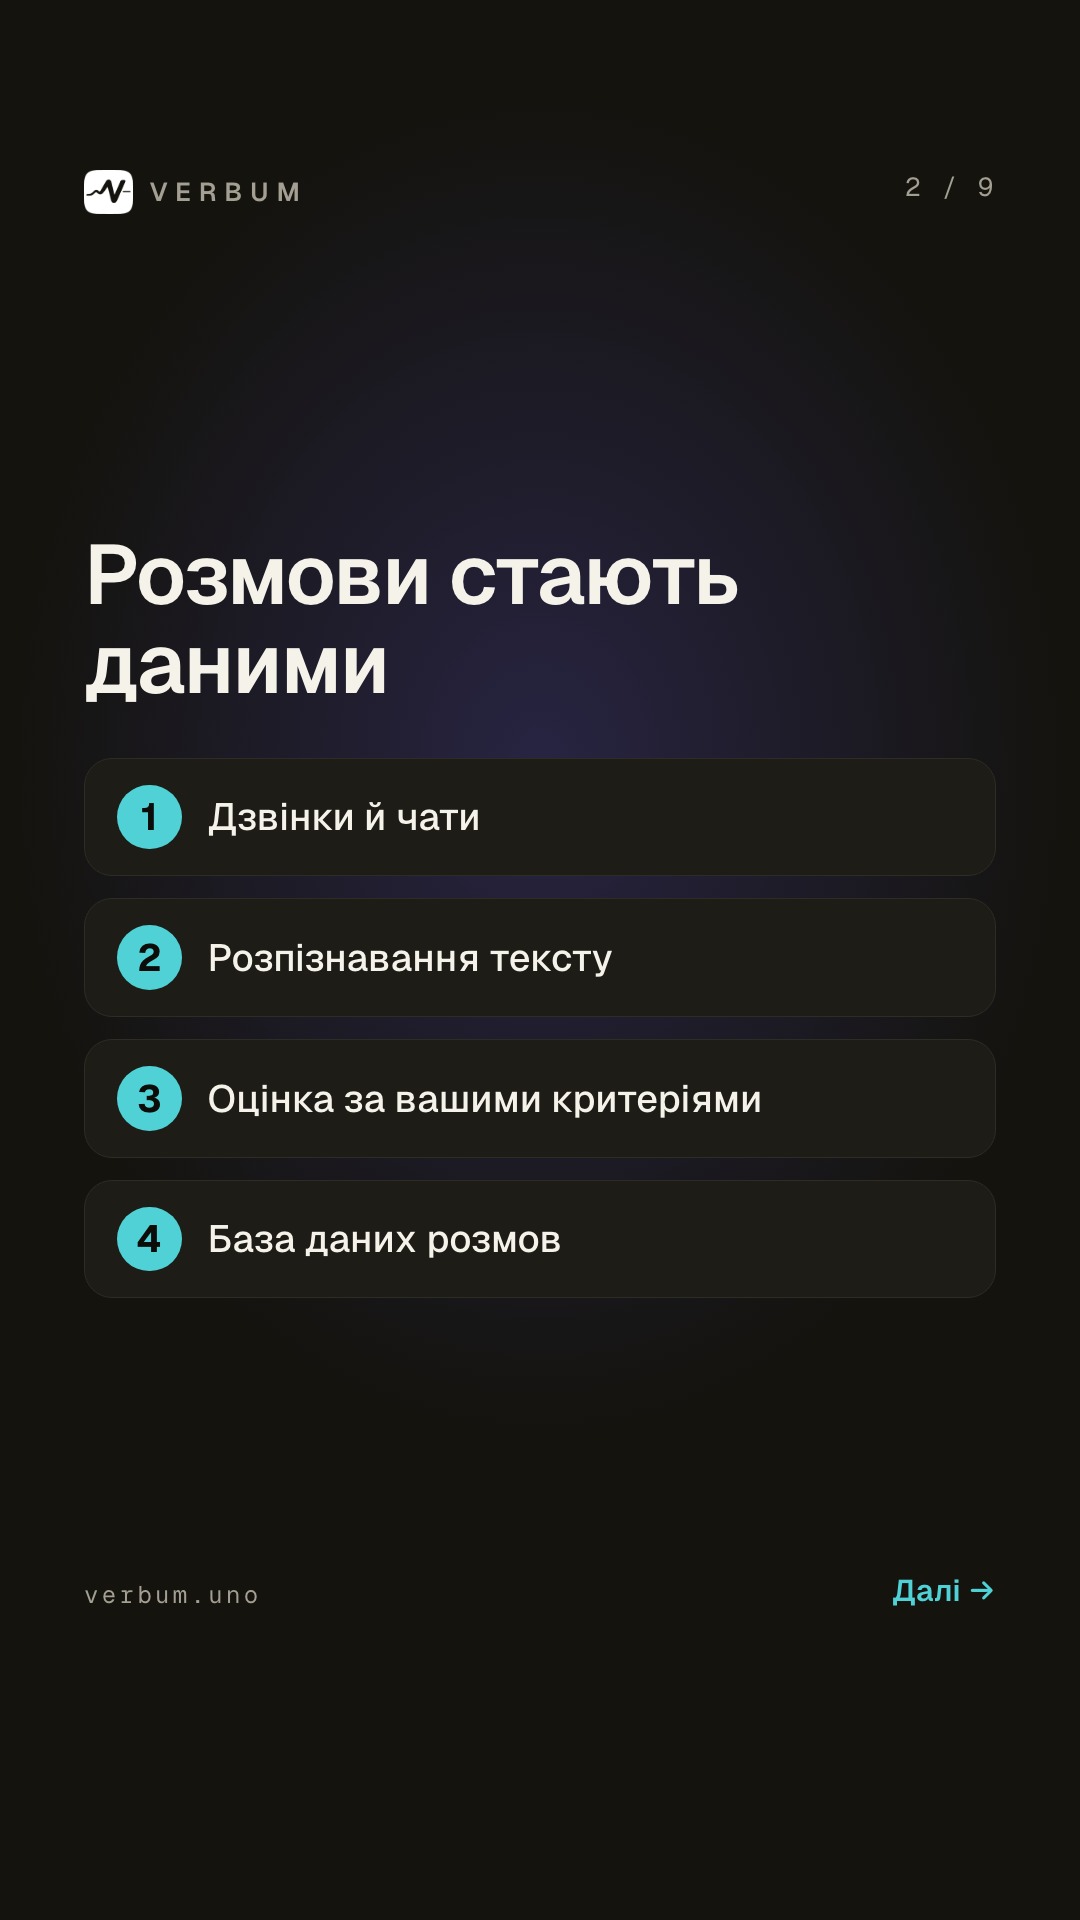 VERBUM
2 / 9
Розмови стають
даними
1 Дзвінки й чати
2 Розпізнавання тексту
3 Оцінка за вашими критеріями
4 База даних розмов
verbum.uno
Далі →